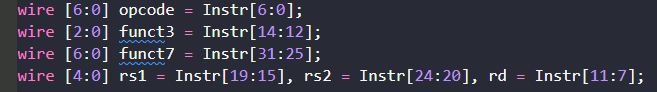 wire [6:0] opcode = Instr[6:0];
wire [2:0] funct3 = Instr[14:12];
wire [6:0] funct7 = Instr[31:25];
wire [4:0] rs1 = Instr[19:15], rs2 = Instr[24:20], rd = Instr[11:7];